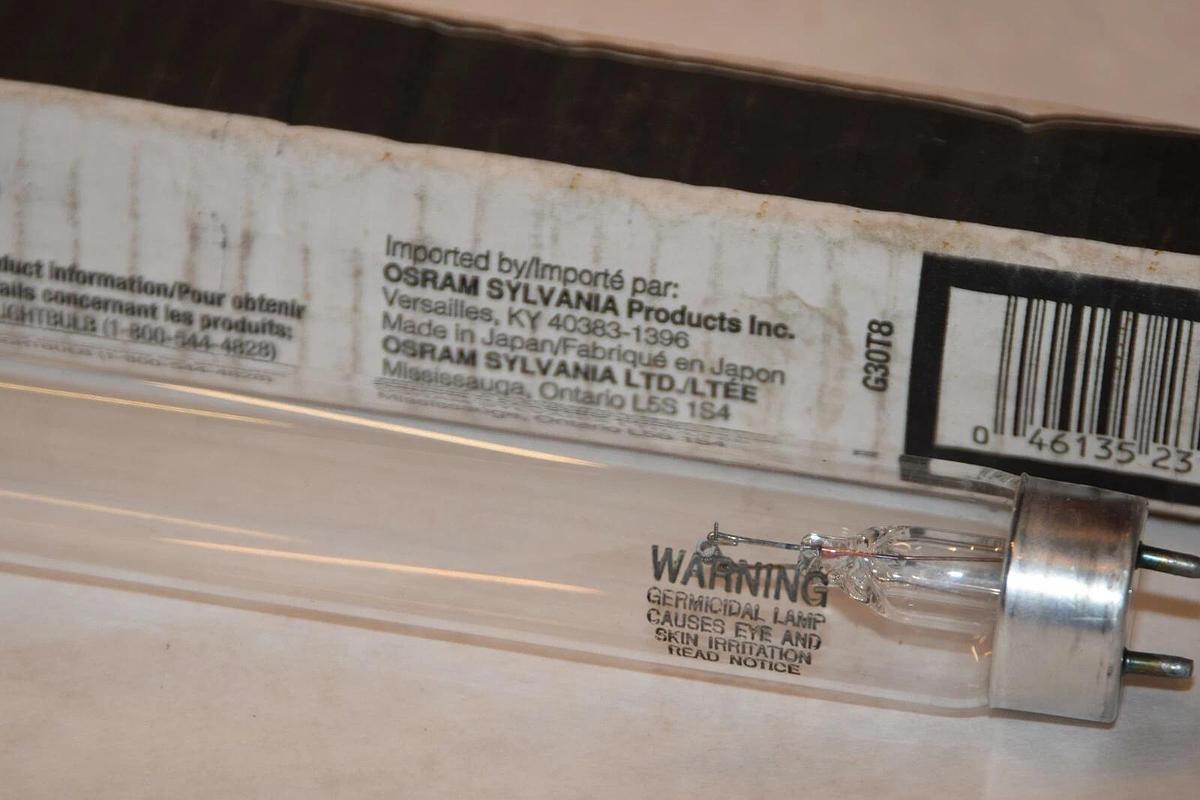 duct information/Pour obtenir
ails concernant les produits:
IGHTBULB (1-800-544-4828)
Imported by/Importé par:
OSRAM SYLVANIA Products Inc.
Versailles, KY 40383-1396
Made in Japan/Fabriqué en Japon
OSRAM SYLVANIA LTD./LTÉE
Mississauga, Ontario L5S 1S4
G30T8
0 46135 23
WARNING
GERMICIDAL LAMP
CAUSES EYE AND
SKIN IRRITATION
READ NOTICE